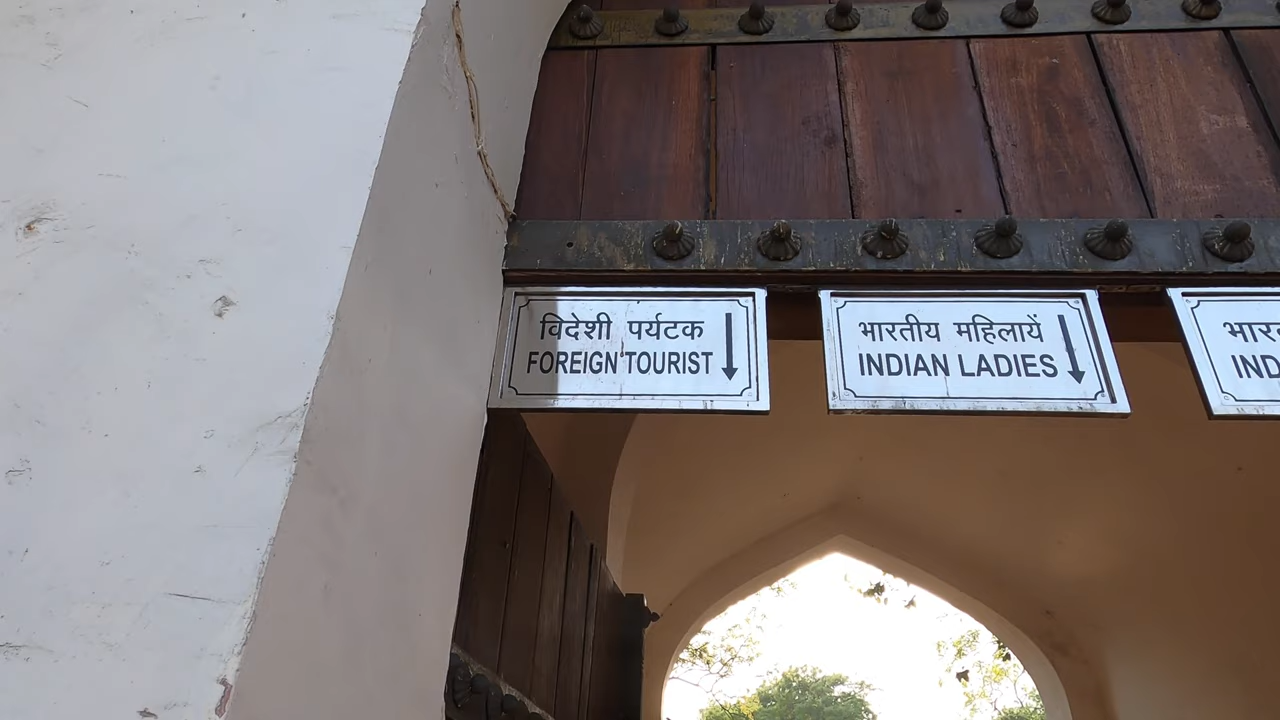 विदेशी पर्यटक
FOREIGN TOURIST
भारतीय महिलायें
INDIAN LADIES